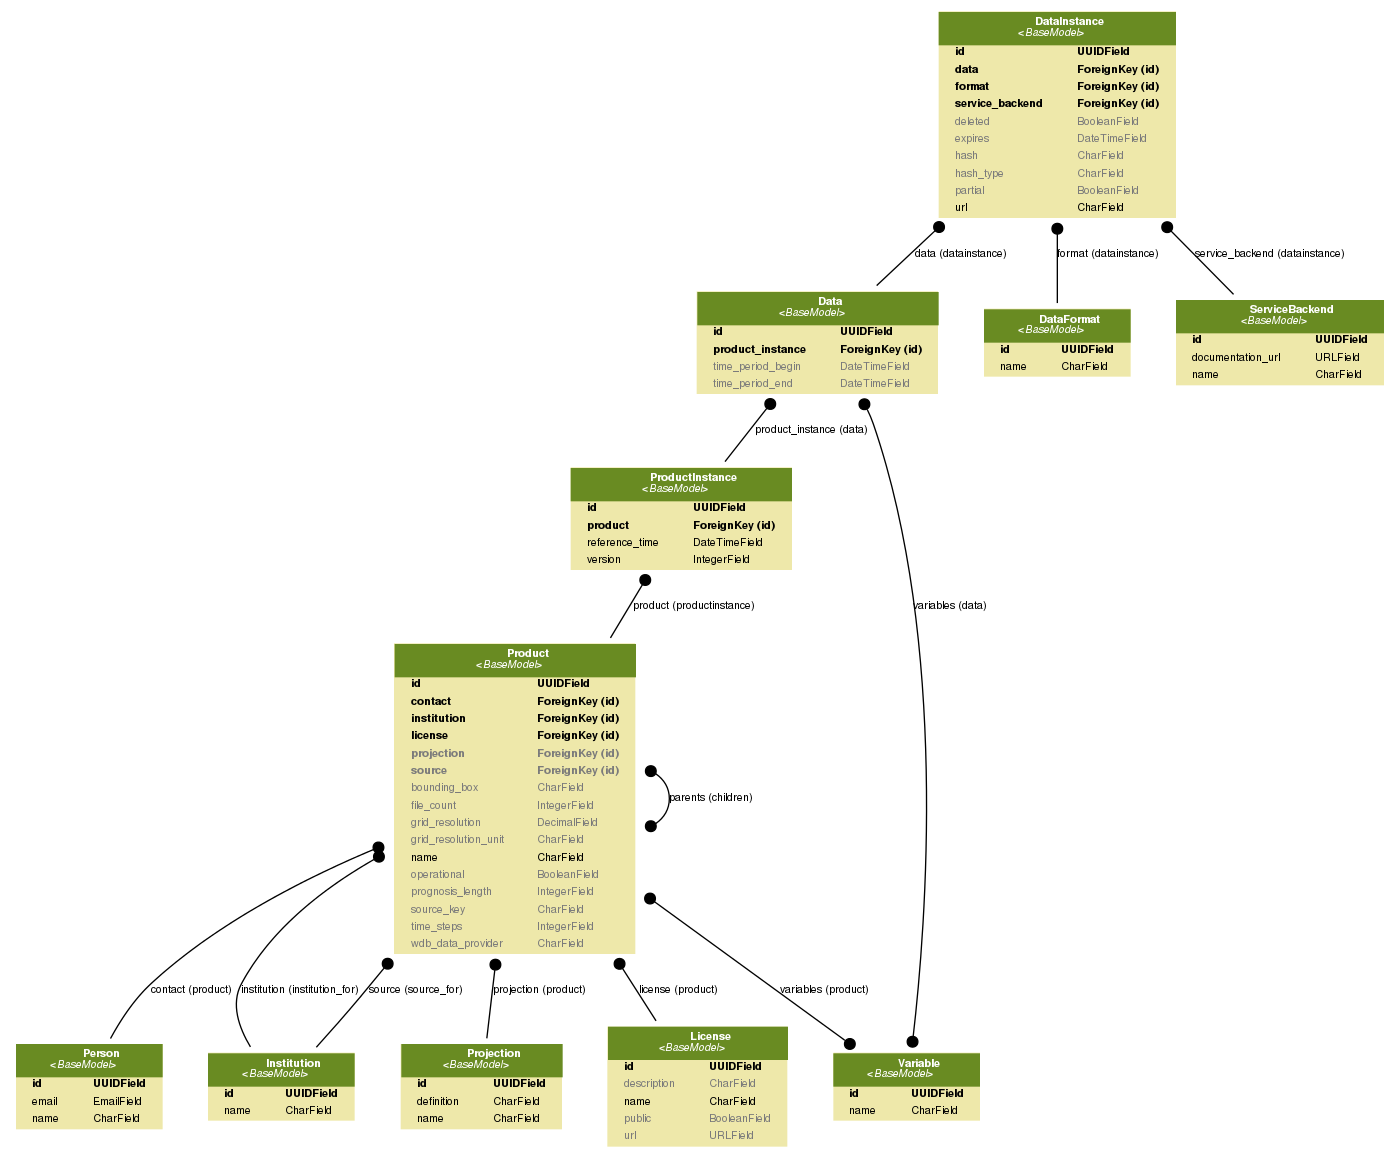 DataInstance
<BaseModel>
id UUIDField
data ForeignKey (id)
format ForeignKey (id)
service_backend ForeignKey (id)
deleted BooleanField
expires DateTimeField
hash CharField
hash_type CharField
partial BooleanField
url CharField
data (datainstance)
format (datainstance)
service_backend (datainstance)
Data
<BaseModel>
id UUIDField
product_instance ForeignKey (id)
time_period_begin DateTimeField
time_period_end DateTimeField
DataFormat
<BaseModel>
id UUIDField
name CharField
ServiceBackend
<BaseModel>
id UUIDField
documentation_url URLField
name CharField
product_instance (data)
ProductInstance
<BaseModel>
id UUIDField
product ForeignKey (id)
reference_time DateTimeField
version IntegerField
product (productinstance)
variables (data)
Product
<BaseModel>
id UUIDField
contact ForeignKey (id)
institution ForeignKey (id)
license ForeignKey (id)
projection ForeignKey (id)
source ForeignKey (id)
bounding_box CharField
file_count IntegerField
grid_resolution DecimalField
grid_resolution_unit CharField
name CharField
operational BooleanField
prognosis_length IntegerField
source_key CharField
time_steps IntegerField
wdb_data_provider CharField
parents (children)
contact (product)
institution (institution_for)
source (source_for)
projection (product)
license (product)
variables (product)
Person
<BaseModel>
id UUIDField
email EmailField
name CharField
Institution
<BaseModel>
id UUIDField
name CharField
Projection
<BaseModel>
id UUIDField
definition CharField
name CharField
License
<BaseModel>
id UUIDField
description CharField
name CharField
public BooleanField
url URLField
Variable
<BaseModel>
id UUIDField
name CharField